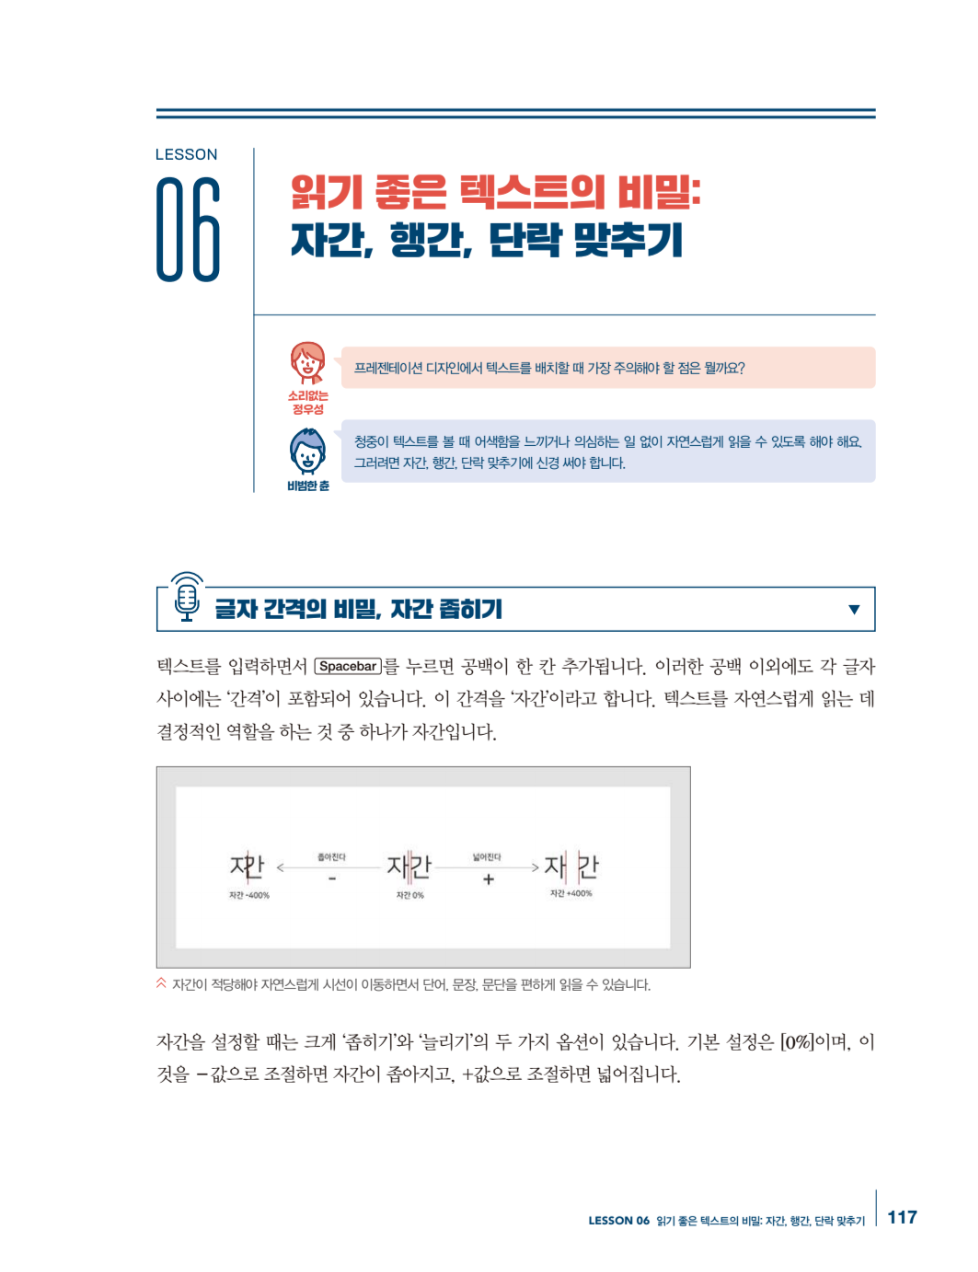 LESSON
06
읽기 좋은 텍스트의 비밀:
자간, 행간, 단락 맞추기
프레젠테이션 디자인에서 텍스트를 배치할 때 가장 주의해야 할 점은 뭘까요?
소리없는
정우성
청중이 텍스트를 볼 때 어색함을 느끼거나 의심하는 일 없이 자연스럽게 읽을 수 있도록 해야 해요.
그러려면 자간, 행간, 단락 맞추기에 신경 써야 합니다.
비범한 츈
글자 간격의 비밀, 자간 좁히기 ▼
텍스트를 입력하면서 Spacebar를 누르면 공백이 한 칸 추가됩니다. 이러한 공백 이외에도 각 글자
사이에는 ‘간격’이 포함되어 있습니다. 이 간격을 ‘자간’이라고 합니다. 텍스트를 자연스럽게 읽는 데
결정적인 역할을 하는 것 중 하나가 자간입니다.
좁아진다 넓어진다
자간 자간 자간
- +
자간 -400% 자간 0% 자간 +400%
자간이 적당해야 자연스럽게 시선이 이동하면서 단어, 문장, 문단을 편하게 읽을 수 있습니다.
자간을 설정할 때는 크게 ‘좁히기’와 ‘늘리기’의 두 가지 옵션이 있습니다. 기본 설정은 [0%]이며, 이
것을 －값으로 조절하면 자간이 좁아지고, +값으로 조절하면 넓어집니다.
LESSON 06 읽기 좋은 텍스트의 비밀: 자간, 행간, 단락 맞추기 117